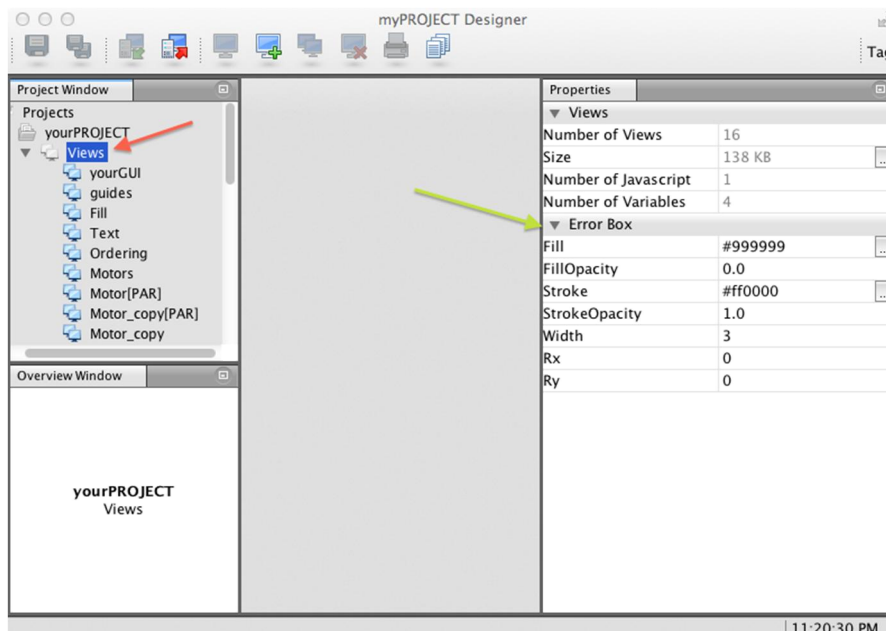 myPROJECT Designer
Project Window
Projects
yourPROJECT
Views
yourGUI
guides
Fill
Text
Ordering
Motors
Motor[PAR]
Motor_copy[PAR]
Motor_copy
Overview Window
yourPROJECT
Views
Properties
Views
Number of Views 16
Size 138 KB
Number of Javascript 1
Number of Variables 4
Error Box
Fill #999999
FillOpacity 0.0
Stroke #ff0000
StrokeOpacity 1.0
Width 3
Rx 0
Ry 0
11:20:30 PM